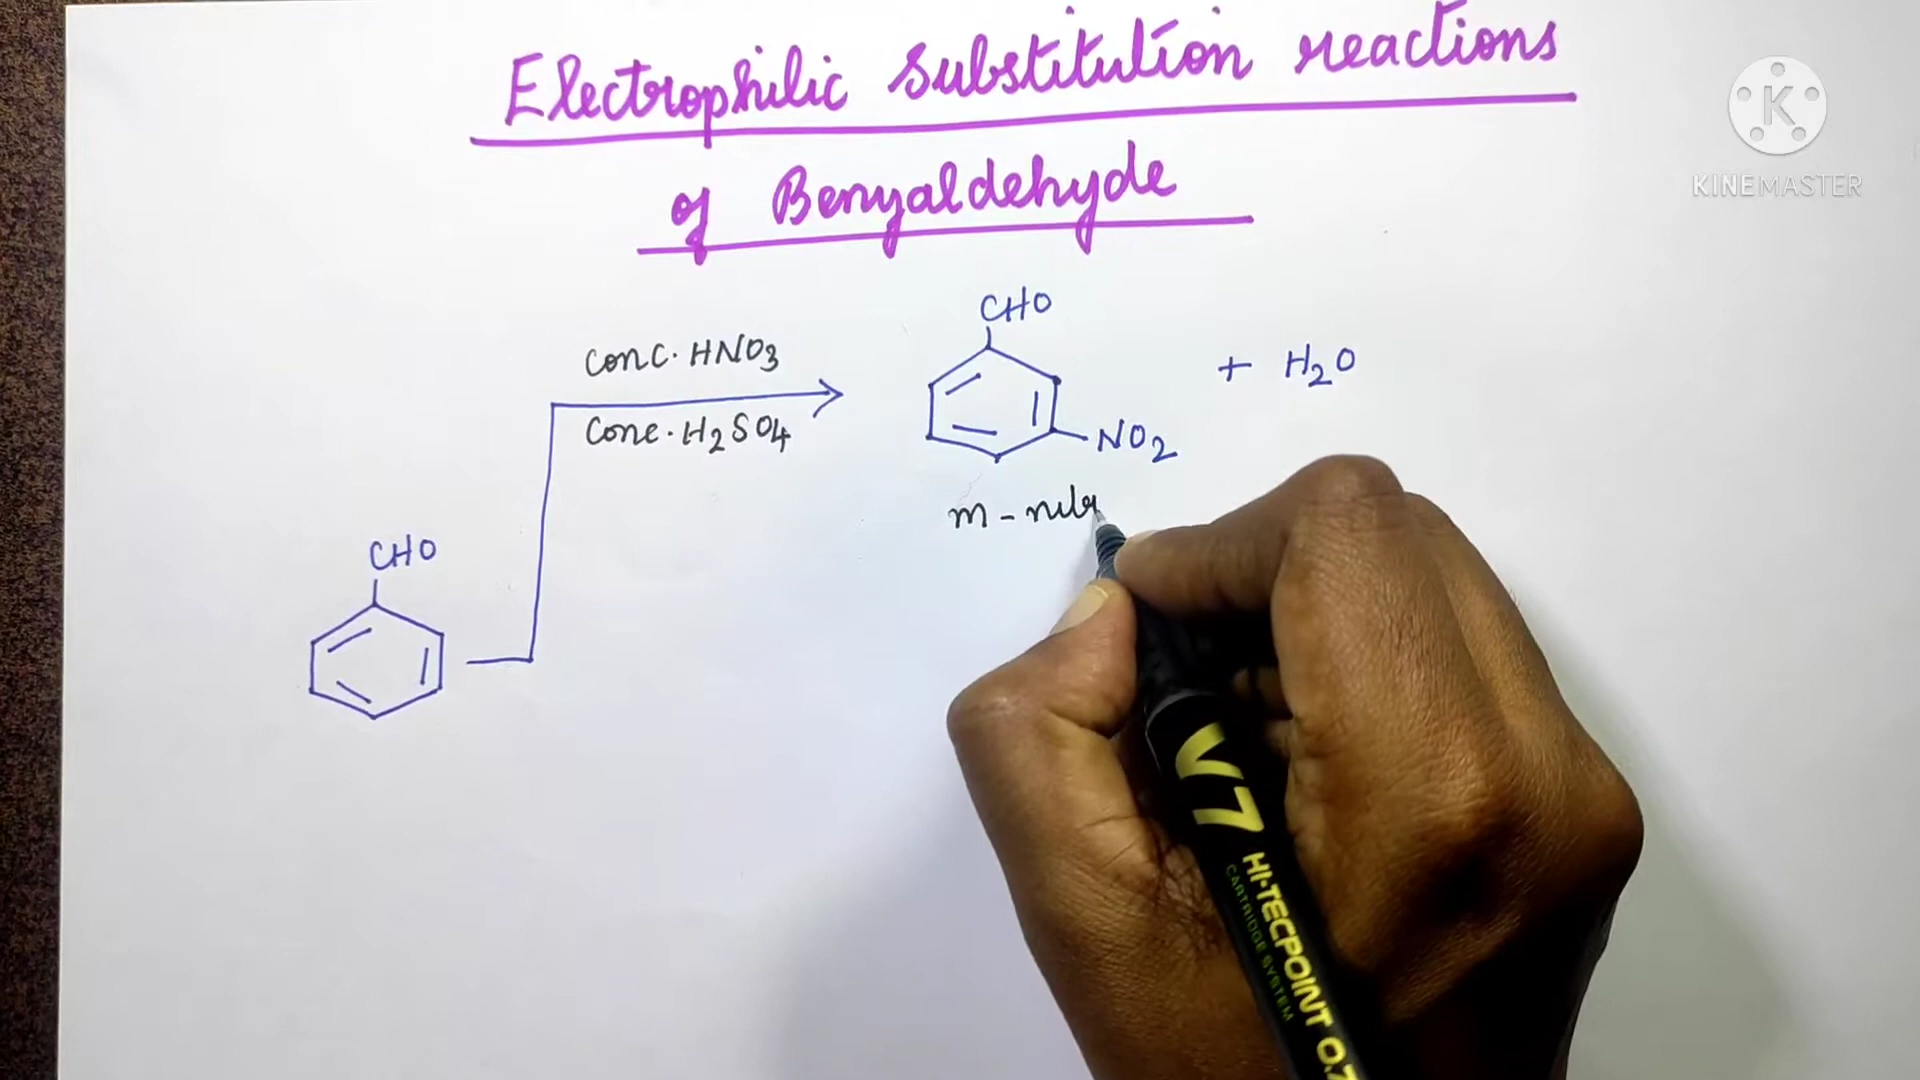 Electrophilic substitution reactions
of Benzaldehyde
KINEMASTER
CHO
conc. HNO3
+ H2O
conc. H2SO4
NO2
m-nitr
CHO
V7
HI-TECPOINT 0.7
CARTRIDGE SYSTEM